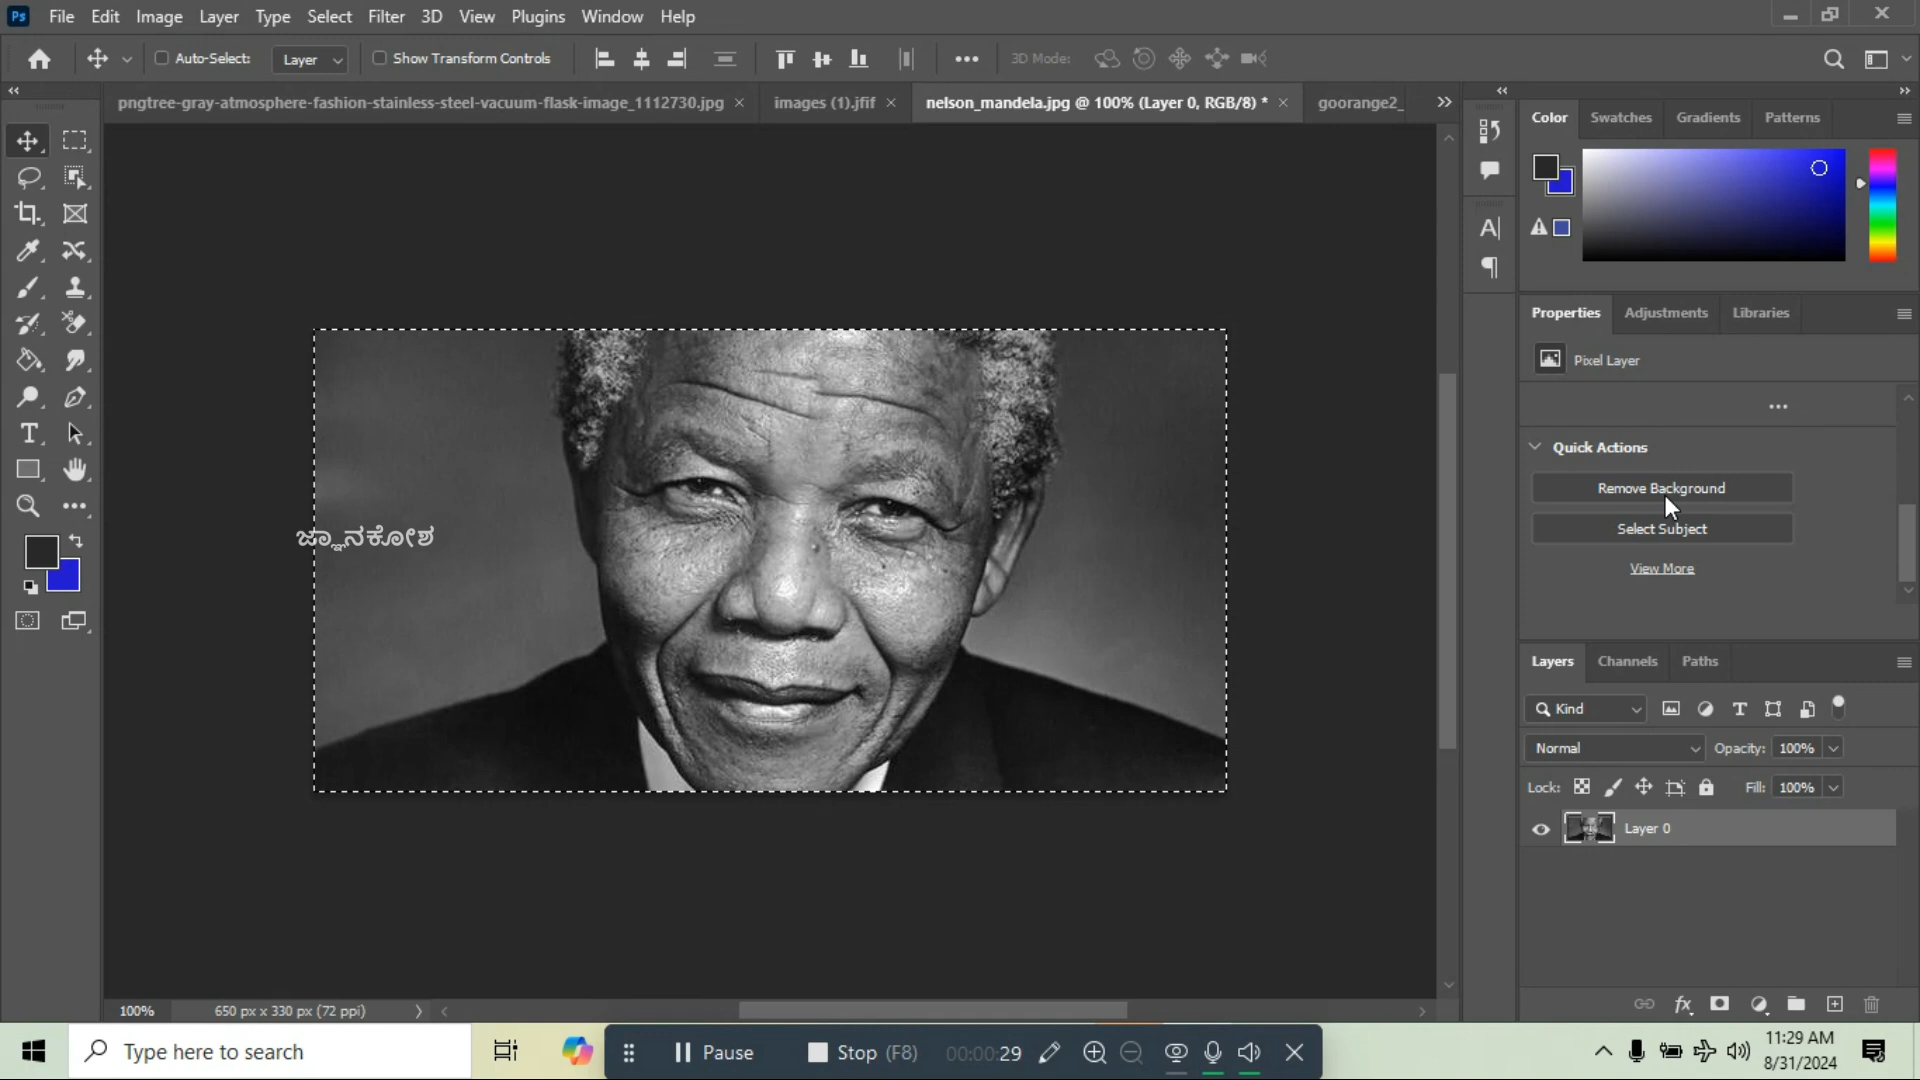 Ps File Edit Image Layer Type Select Filter 3D View Plugins Window Help
Auto-Select: Layer Show Transform Controls 3D Mode:
pngtree-gray-atmosphere-fashion-stainless-steel-vacuum-flask-image_1112730.jpg images (1).jfif nelson_mandela.jpg @ 100% (Layer 0, RGB/8) * goorange2_
Color Swatches Gradients Patterns
Properties Adjustments Libraries
Pixel Layer
Quick Actions
Remove Background
Select Subject
View More
ಜ್ಞಾನಕೋಶ
Layers Channels Paths
Kind
Normal Opacity: 100%
Lock: Fill: 100%
Layer 0
100% 650 px x 330 px (72 ppi)
Type here to search
Pause Stop (F8) 00:00:29
11:29 AM
8/31/2024